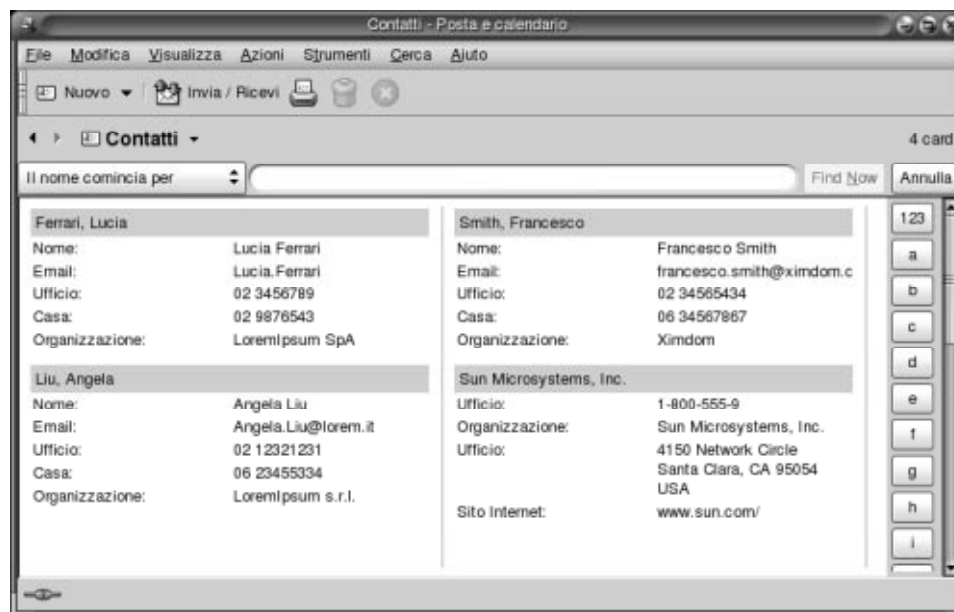 Contatti - Posta e calendario
File Modifica Visualizza Azioni Strumenti Cerca Aiuto
Nuovo Invia / Ricevi
Contatti 4 card
Il nome comincia per Find Now Annulla
Ferrari, Lucia
Nome: Lucia Ferrari
Email: Lucia.Ferrari
Ufficio: 02 3456789
Casa: 02 9876543
Organizzazione: LoremIpsum SpA
Liu, Angela
Nome: Angela Liu
Email: Angela.Liu@lorem.it
Ufficio: 02 12321231
Casa: 06 23455334
Organizzazione: LoremIpsum s.r.l.
Smith, Francesco
Nome: Francesco Smith
Email: francesco.smith@ximdom.c
Ufficio: 02 34565434
Casa: 06 34567867
Organizzazione: Ximdom
Sun Microsystems, Inc.
Ufficio: 1-800-555-9
Organizzazione: Sun Microsystems, Inc.
Ufficio: 4150 Network Circle
Santa Clara, CA 95054
USA
Sito Internet: www.sun.com/
123
a
b
c
d
e
f
g
h
i